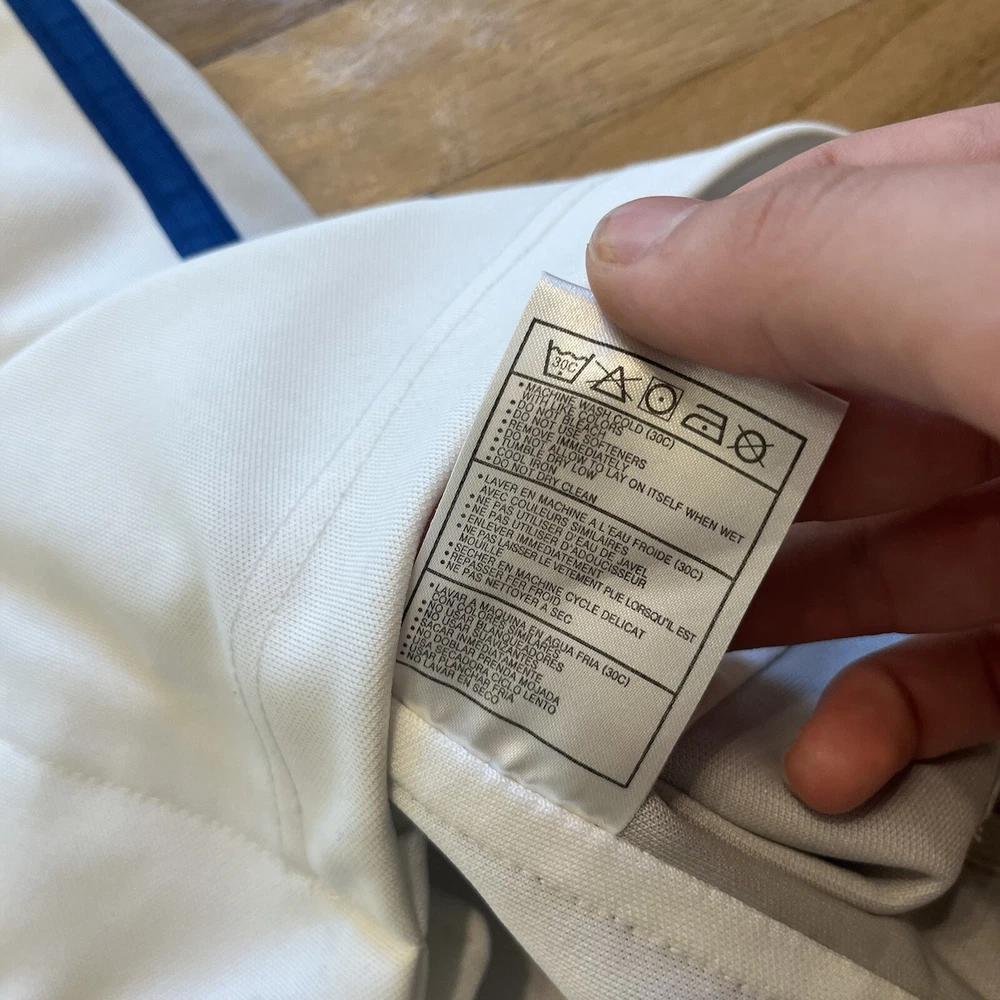 30C
• MACHINE WASH COLD (30C)
WITH LIKE COLORS
• DO NOT BLEACH
• DO NOT USE SOFTENERS
• REMOVE IMMEDIATELY
• DO NOT ALLOW TO LAY ON ITSELF WHEN WET
• TUMBLE DRY LOW
• COOL IRON
• DO NOT DRY CLEAN
• LAVER EN MACHINE A L'EAU FROIDE (30C)
AVEC COULEURS SIMILAIRES
• NE PAS UTILISER D'EAU DE JAVEL
• NE PAS UTILISER D'ADOUCISSEUR
• ENLEVER IMMEDIATEMENT
• NE PAS LAISSER LE VETEMENT PLIE LORSQU'IL EST
MOUILLE
• SECHER EN MACHINE CYCLE DELICAT
• REPASSER FER FROID
• NE PAS NETTOYER A SEC
• LAVAR A MAQUINA EN AGUA FRIA (30C)
CON COLORES SIMILARES
• NO USAR BLANQUEADORES
• NO USAR SUAVIZANTES
• SACAR INMEDIATAMENTE
• NO DOBLAR PRENDA MOJADA
• USAR SECADORA CICLO LENTO
• USAR PLANCHAR FRIA
• NO LAVAR EN SECO